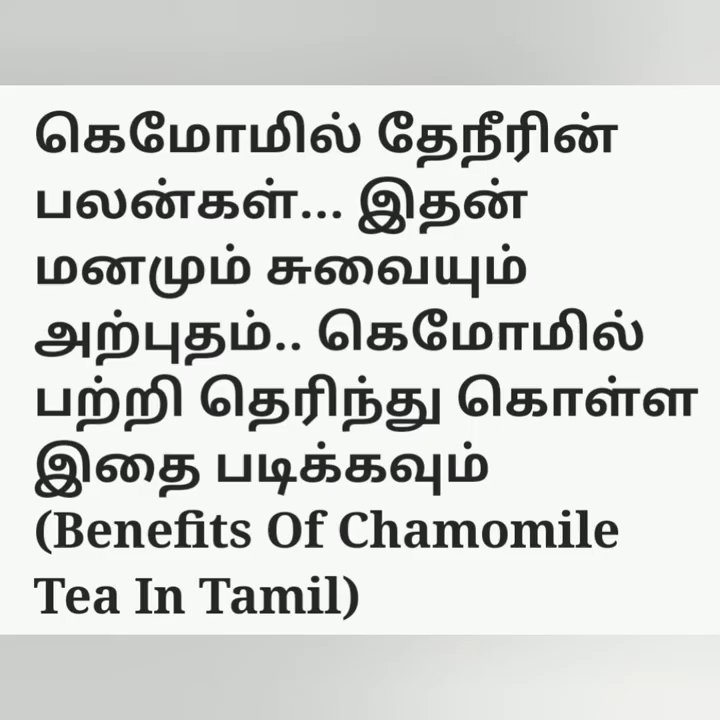 கெமோமில் தேநீரின்
பலன்கள்... இதன்
மனமும் சுவையும்
அற்புதம்.. கெமோமில்
பற்றி தெரிந்து கொள்ள
இதை படிக்கவும்
(Benefits Of Chamomile
Tea In Tamil)